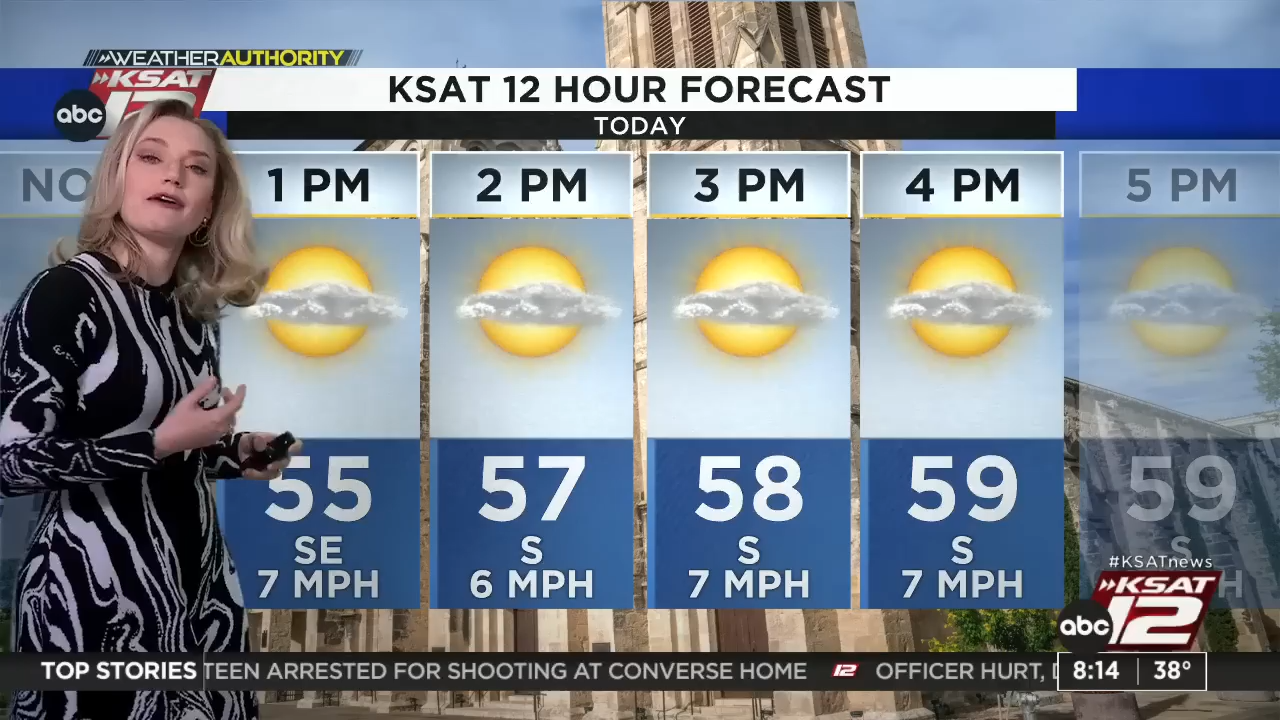 WEATHERAUTHORITY
KSAT
12
abc
KSAT 12 HOUR FORECAST
TODAY
NO
1 PM
2 PM
3 PM
4 PM
5 PM
55
SE
7 MPH
57
S
6 MPH
58
S
7 MPH
59
S
7 MPH
59
S
H
#KSATnews
KSAT
abc 12
TOP STORIES TEEN ARRESTED FOR SHOOTING AT CONVERSE HOME 12 OFFICER HURT,
8:14 38°